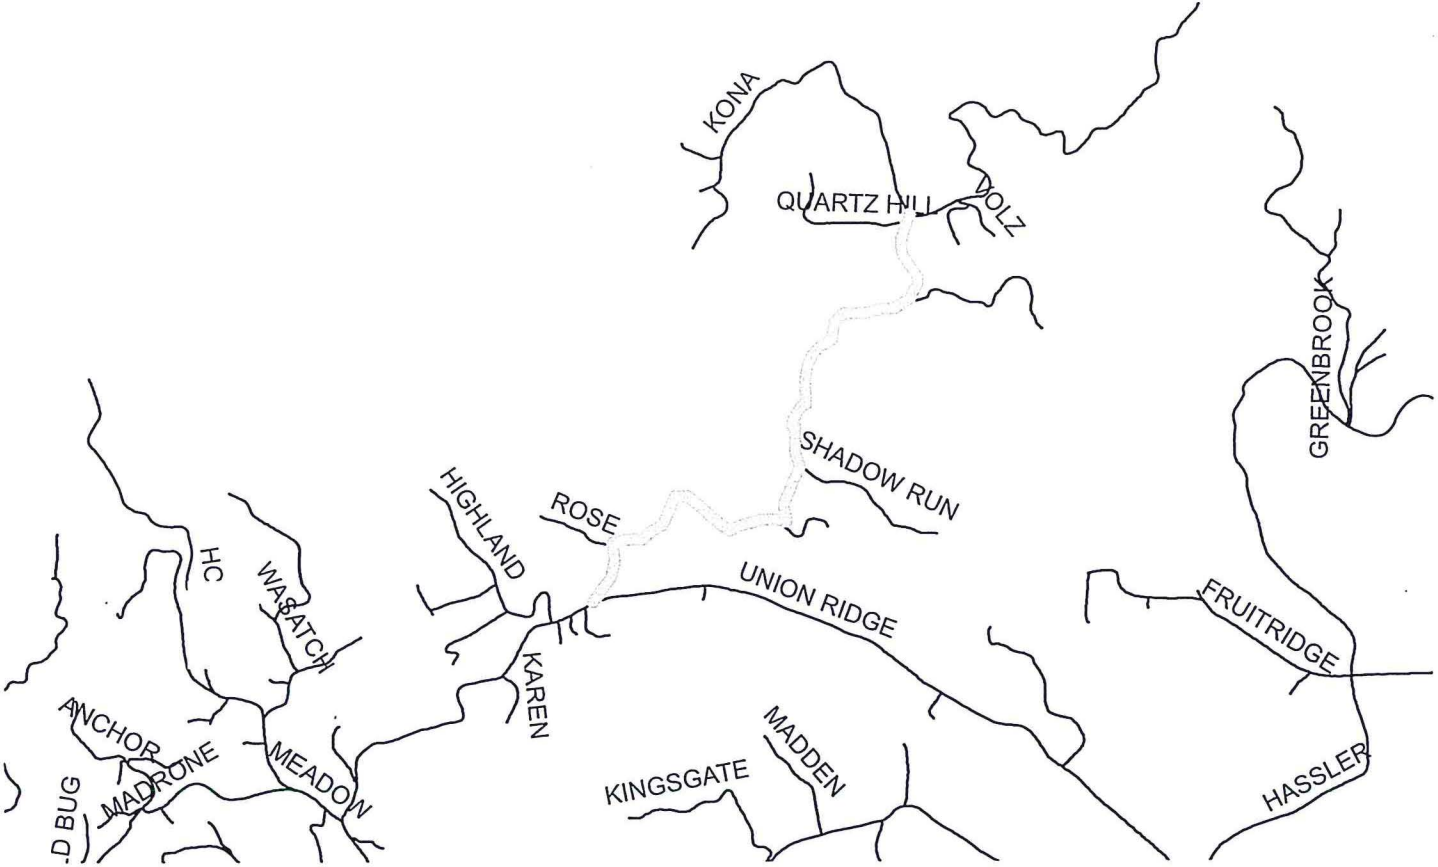 KONA
QUARTZ HILL
VOLZ
GREENBROOK
SHADOW RUN
HIGHLAND
ROSE
HC
WASATCH
UNION RIDGE
FRUITRIDGE
KAREN
ANCHOR
MADRONE
MEADOW
MADDEN
KINGSGATE
HASSLER
D BUG